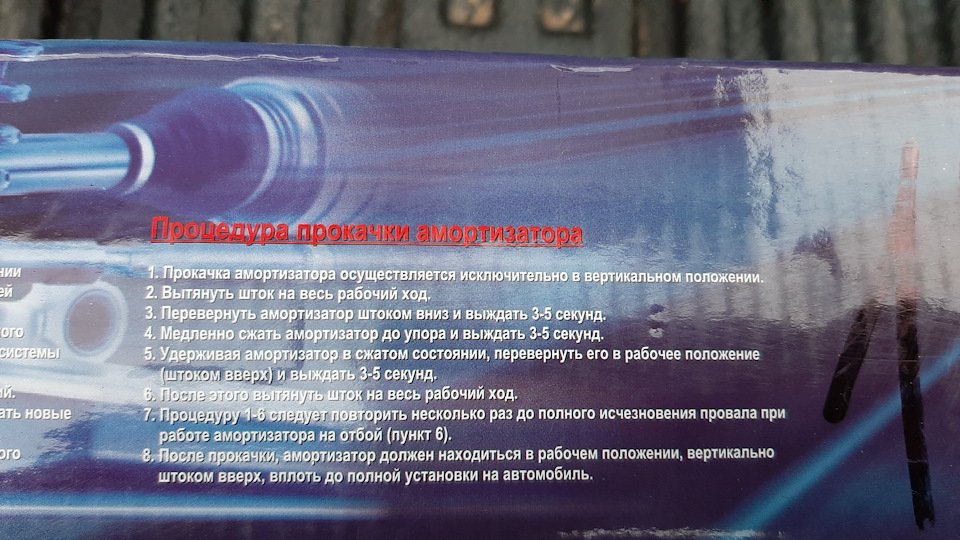 Процедура прокачки амортизатора
1. Прокачка амортизатора осуществляется исключительно в вертикальном положении.
2. Вытянуть шток на весь рабочий ход.
3. Перевернуть амортизатор штоком вниз и выждать 3-5 секунд.
4. Медленно сжать амортизатор до упора и выждать 3-5 секунд.
5. Удерживая амортизатор в сжатом состоянии, перевернуть его в рабочее положение
(штоком вверх) и выждать 3-5 секунд.
6. После этого вытянуть шток на весь рабочий ход.
7. Процедуру 1-6 следует повторить несколько раз до полного исчезновения провала при
работе амортизатора на отбой (пункт 6).
8. После прокачки, амортизатор должен находиться в рабочем положении, вертикально
штоком вверх, вплоть до полной установки на автомобиль.
системы
новые